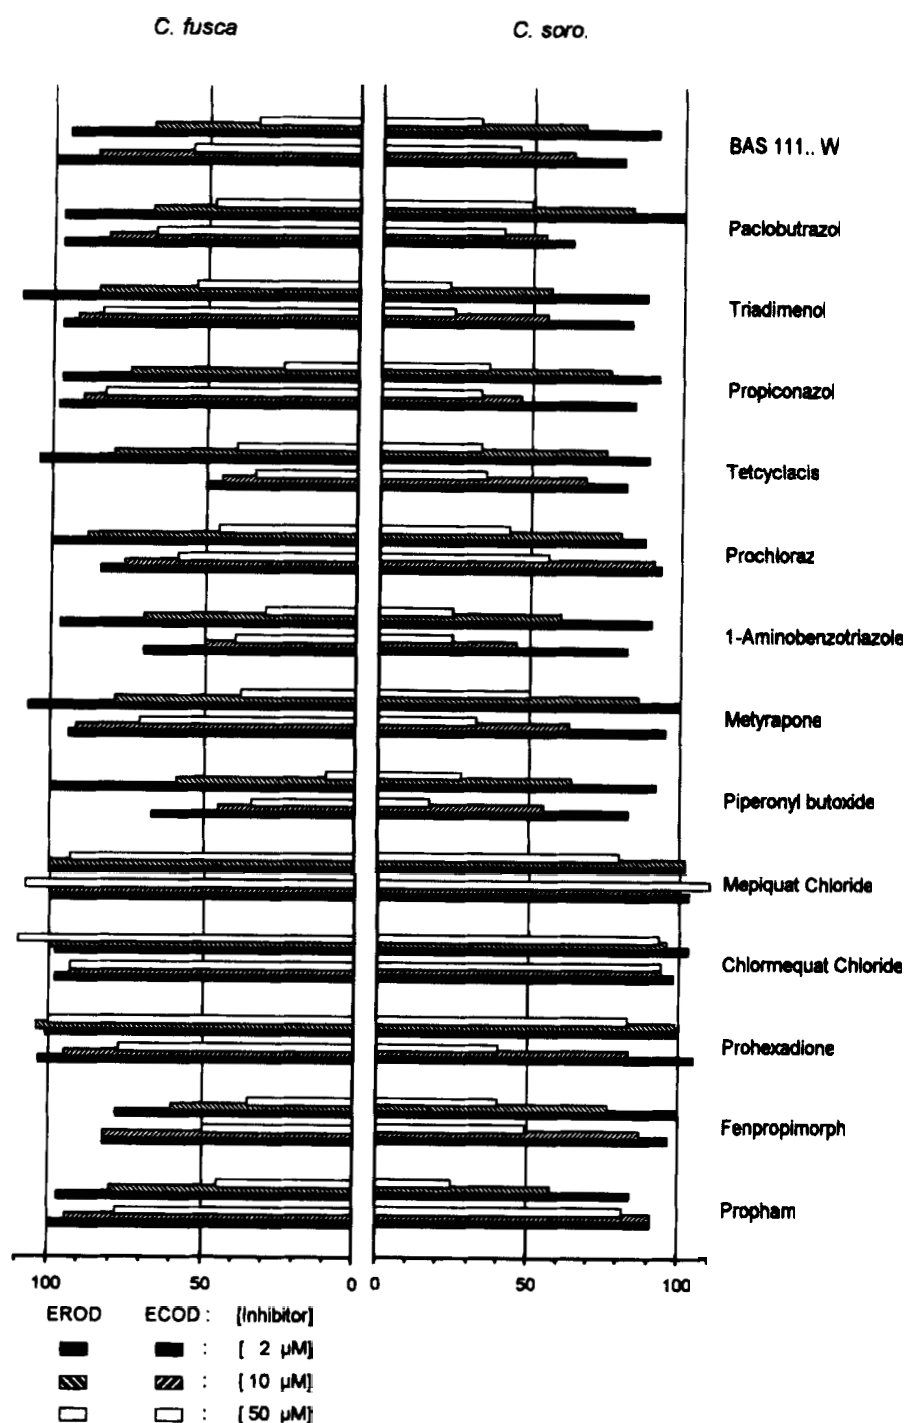 C. fusca C. soro.
BAS 111.. W
Paclobutrazol
Triadimenol
Propiconazol
Tetcyclacis
Prochloraz
1-Aminobenzotriazole
Metyrapone
Piperonyl butoxide
Mepiquat Chloride
Chlormequat Chloride
Prohexadione
Fenpropimorph
Propham
100 50 0 0 50 100
EROD ECOD : [Inhibitor]
: [ 2 µM]
: [10 µM]
: [50 µM]